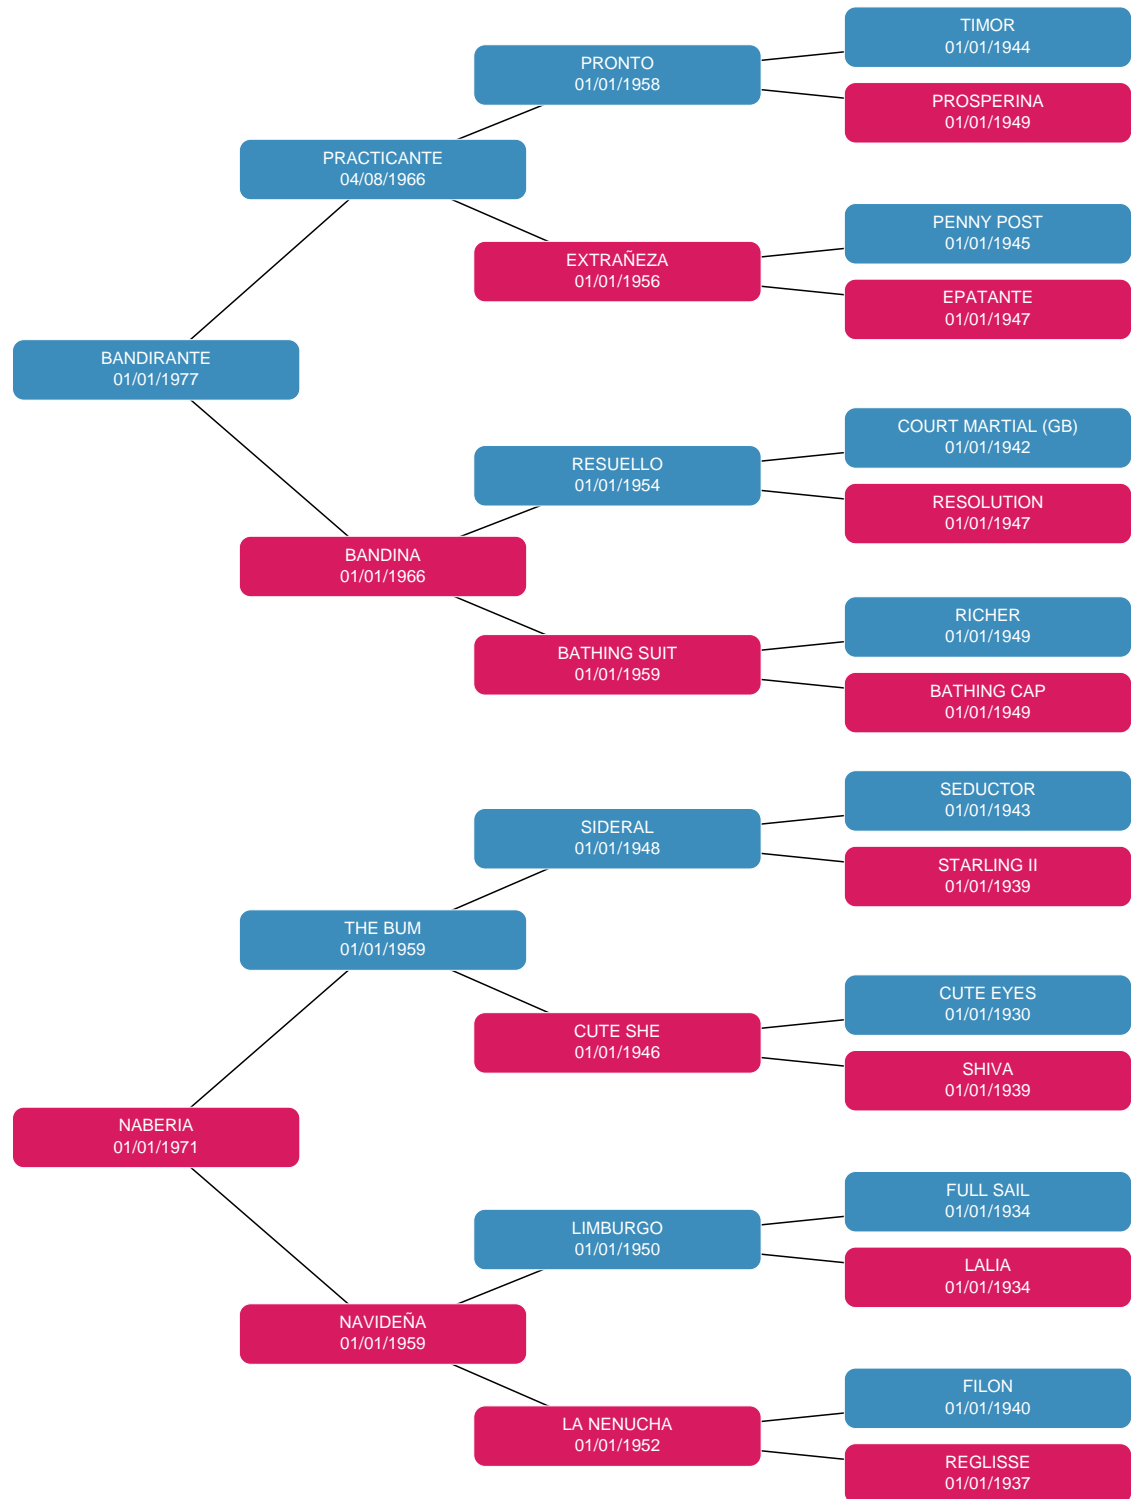 TIMOR
01/01/1944
PRONTO
01/01/1958
PROSPERINA
01/01/1949
PRACTICANTE
04/08/1966
PENNY POST
01/01/1945
EXTRAÑEZA
01/01/1956
EPATANTE
01/01/1947
BANDIRANTE
01/01/1977
COURT MARTIAL (GB)
01/01/1942
RESUELLO
01/01/1954
RESOLUTION
01/01/1947
BANDINA
01/01/1966
RICHER
01/01/1949
BATHING SUIT
01/01/1959
BATHING CAP
01/01/1949
SEDUCTOR
01/01/1943
SIDERAL
01/01/1948
STARLING II
01/01/1939
THE BUM
01/01/1959
CUTE EYES
01/01/1930
CUTE SHE
01/01/1946
SHIVA
01/01/1939
NABERIA
01/01/1971
FULL SAIL
01/01/1934
LIMBURGO
01/01/1950
LALIA
01/01/1934
NAVIDEÑA
01/01/1959
FILON
01/01/1940
LA NENUCHA
01/01/1952
REGLISSE
01/01/1937